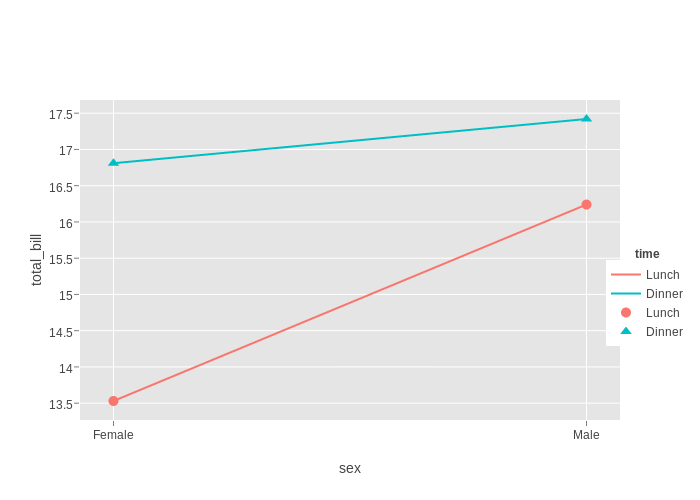 17.5
17
16.5
16
15.5
15
14.5
14
13.5
total_bill
Female
Male
sex
time
Lunch
Dinner
Lunch
Dinner